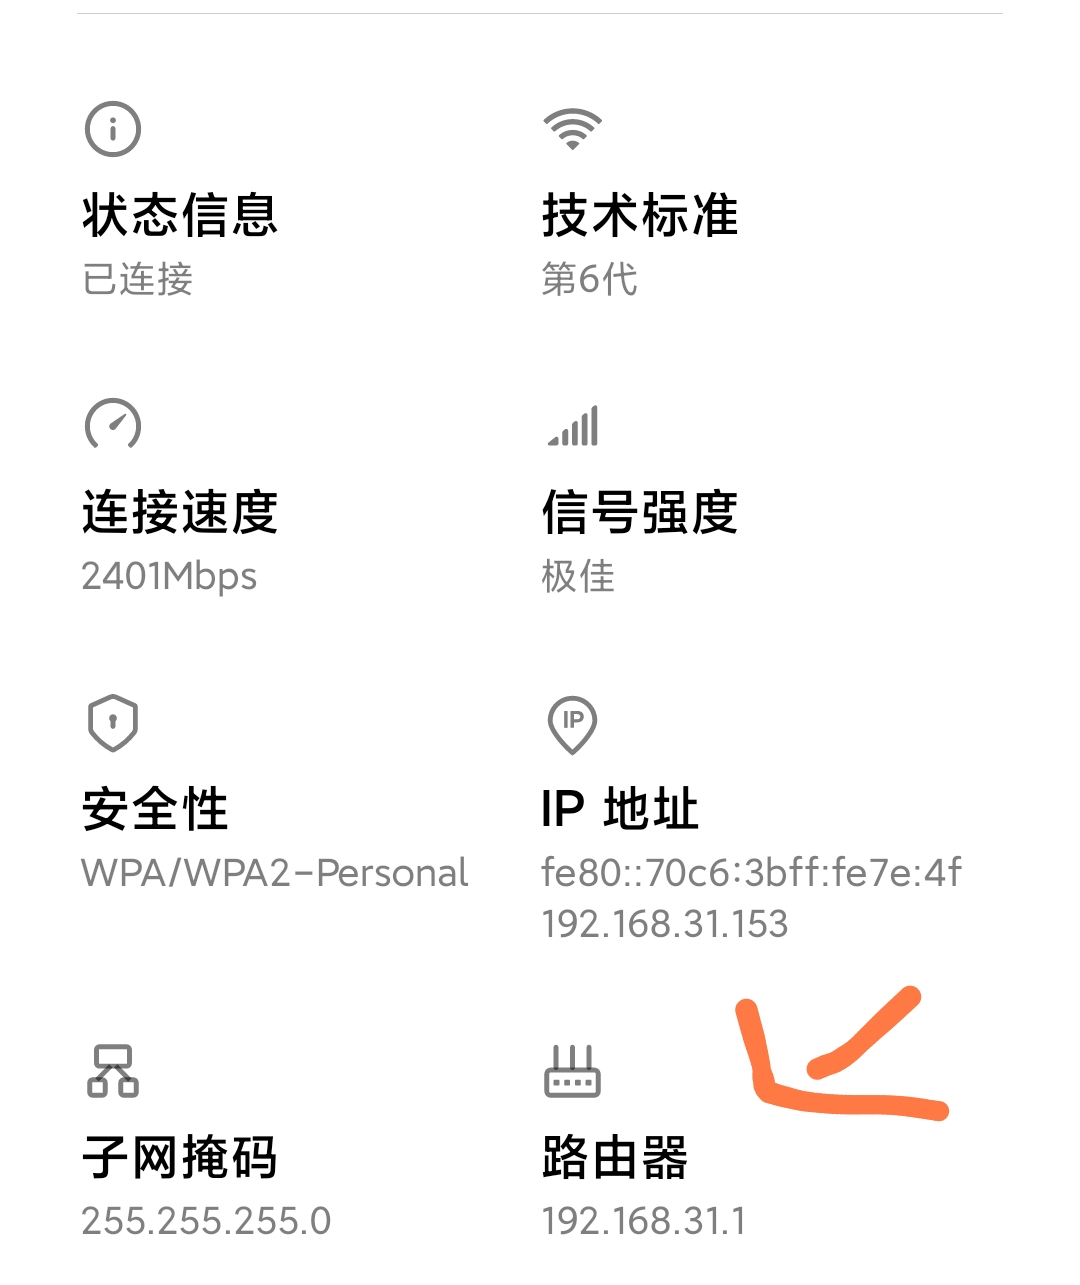 状态信息
已连接
技术标准
第6代
连接速度
2401Mbps
信号强度
极佳
安全性
WPA/WPA2-Personal
IP
IP 地址
fe80::70c6:3bff:fe7e:4f
192.168.31.153
子网掩码
255.255.255.0
路由器
192.168.31.1